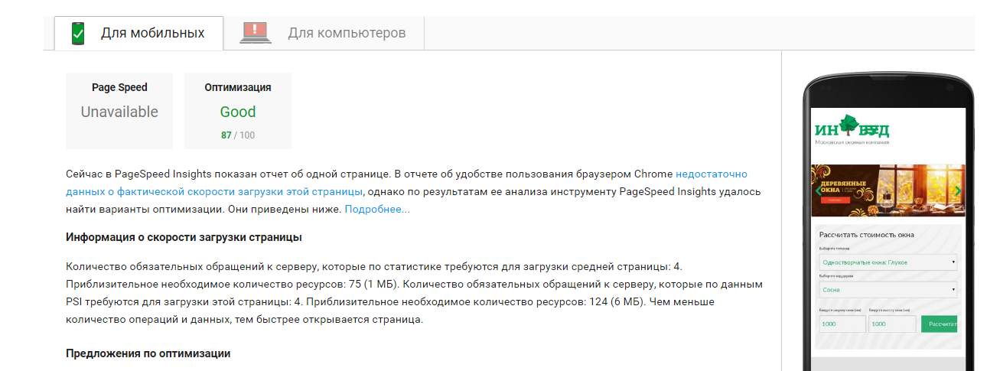 Для мобильных
Для компьютеров
Page Speed
Unavailable
Оптимизация
Good
87 / 100
Сейчас в PageSpeed Insights показан отчет об одной странице. В отчете об удобстве пользования браузером Chrome недостаточно
данных о фактической скорости загрузки этой страницы, однако по результатам ее анализа инструменту PageSpeed Insights удалось
найти варианты оптимизации. Они приведены ниже. Подробнее...
Информация о скорости загрузки страницы
Количество обязательных обращений к серверу, которые по статистике требуются для загрузки средней страницы: 4.
Приблизительное необходимое количество ресурсов: 75 (1 МБ). Количество обязательных обращений к серверу, которые по данным
PSI требуются для загрузки этой страницы: 4. Приблизительное необходимое количество ресурсов: 124 (6 МБ). Чем меньше
количество операций и данных, тем быстрее открывается страница.
Предложения по оптимизации
ИН ВУД
Московская оконная компания
ДЕРЕВЯННЫЕ
ОКНА
Рассчитать стоимость окна
Выберите тип окна
Одностворчатые окна: Глухое
Выберите вид дерева
Сосна
Введите ширину окна (мм)
Введите высоту окна (мм)
1000
1000
Рассчитат